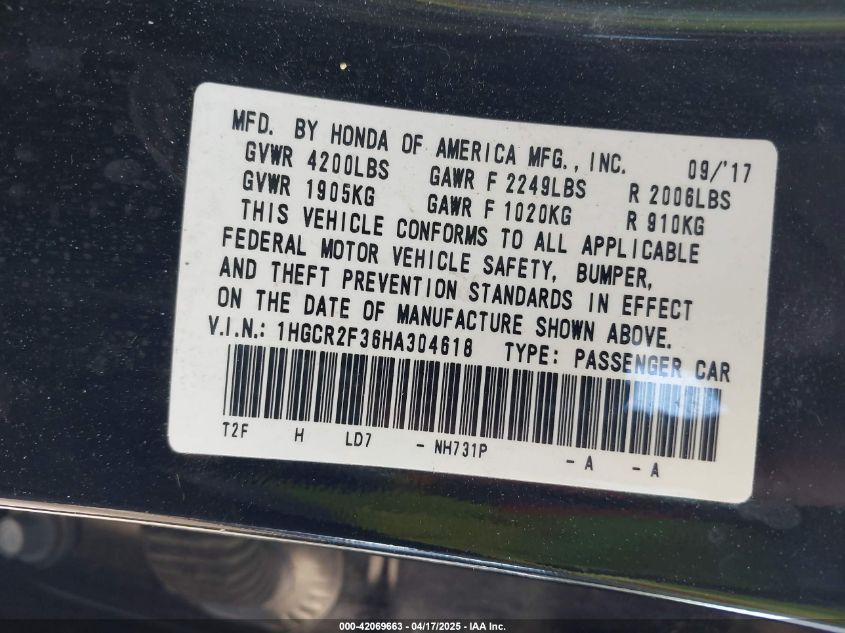 MFD. BY HONDA OF AMERICA MFG., INC. 09/'17
GVWR 4200LBS GAWR F 2249LBS R 2006LBS
GVWR 1905KG GAWR F 1020KG R 910KG
THIS VEHICLE CONFORMS TO ALL APPLICABLE
FEDERAL MOTOR VEHICLE SAFETY, BUMPER,
AND THEFT PREVENTION STANDARDS IN EFFECT
ON THE DATE OF MANUFACTURE SHOWN ABOVE.
V.I.N.: 1HGCR2F36HA304618 TYPE: PASSENGER CAR
T2F H LD7 - NH731P - A - A
000-42069663 - 04/17/2025 - IAA Inc.